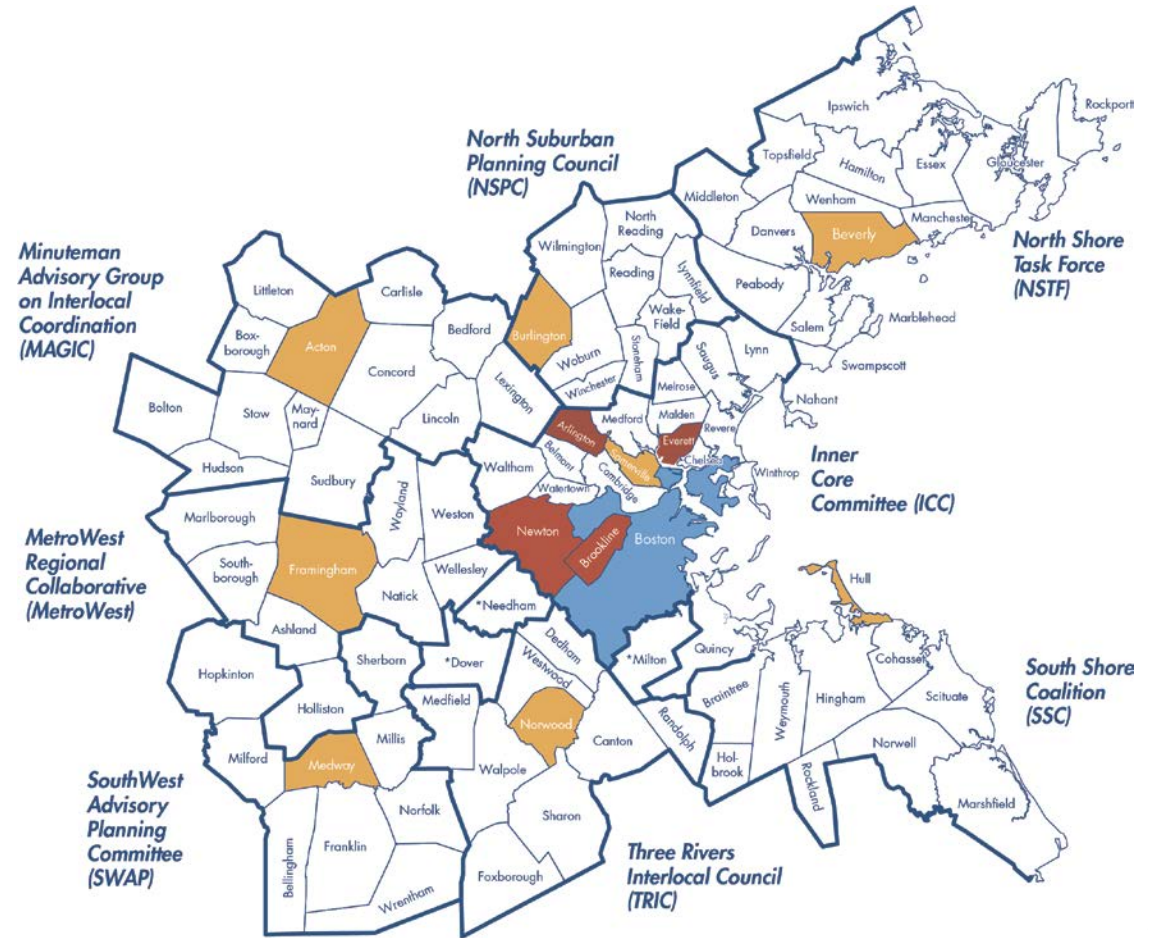 Ipswich
Rockport
Topsfield
Hamilton
Essex
Gloucester
North Suburban
Planning Council
(NSPC)
Middleton
Wenham
Manchester
Danvers
Beverly
North Shore
Task Force
(NSTF)
Wilmington
North
Reading
Reading
Lynnfield
Peabody
Minuteman
Advisory Group
on Interlocal
Coordination
(MAGIC)
Littleton
Carlisle
Bedford
Burlington
Wake-
Field
Salem
Marblehead
Box-
borough
Acton
Concord
Woburn
Stoneham
Saugus
Lynn
Swampscott
Winchester
Melrose
Nahant
Bolton
Stow
May-
nard
Lincoln
Lexington
Arlington
Medford
Malden
Revere
Everett
Chelsea
Winthrop
Inner
Core
Committee (ICC)
Hudson
Sudbury
Waltham
Belmont
Somerville
Cambridge
Watertown
Marlborough
Wayland
Weston
Newton
Brookline
Boston
MetroWest
Regional
Collaborative
(MetroWest)
South-
borough
Framingham
Natick
Wellesley
*Needham
Hull
Ashland
Sherborn
*Dover
Dedham
Westwood
*Milton
Quincy
Cohasset
South Shore
Coalition
(SSC)
Hopkinton
Holliston
Medfield
Norwood
Canton
Randolph
Braintree
Weymouth
Hingham
Scituate
Milford
Medway
Millis
Walpole
Hol-
brook
Norwell
Rockland
Marshfield
SouthWest
Advisory
Planning
Committee
(SWAP)
Bellingham
Franklin
Norfolk
Wrentham
Sharon
Foxborough
Three Rivers
Interlocal Council
(TRIC)